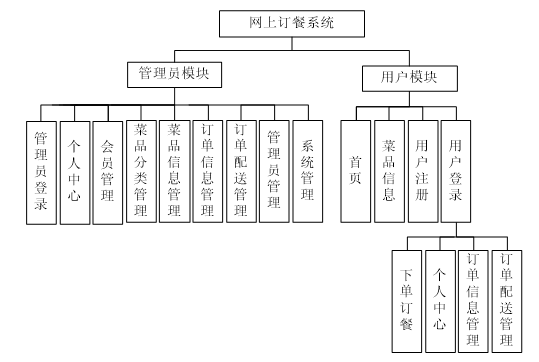 网上订餐系统
管理员模块
用户模块
管理员登录
个人中心
会员管理
菜品分类管理
菜品信息管理
订单信息管理
订单配送管理
管理员管理
系统管理
首页
菜品信息
用户注册
用户登录
下单订餐
个人中心
订单信息管理
订单配送管理